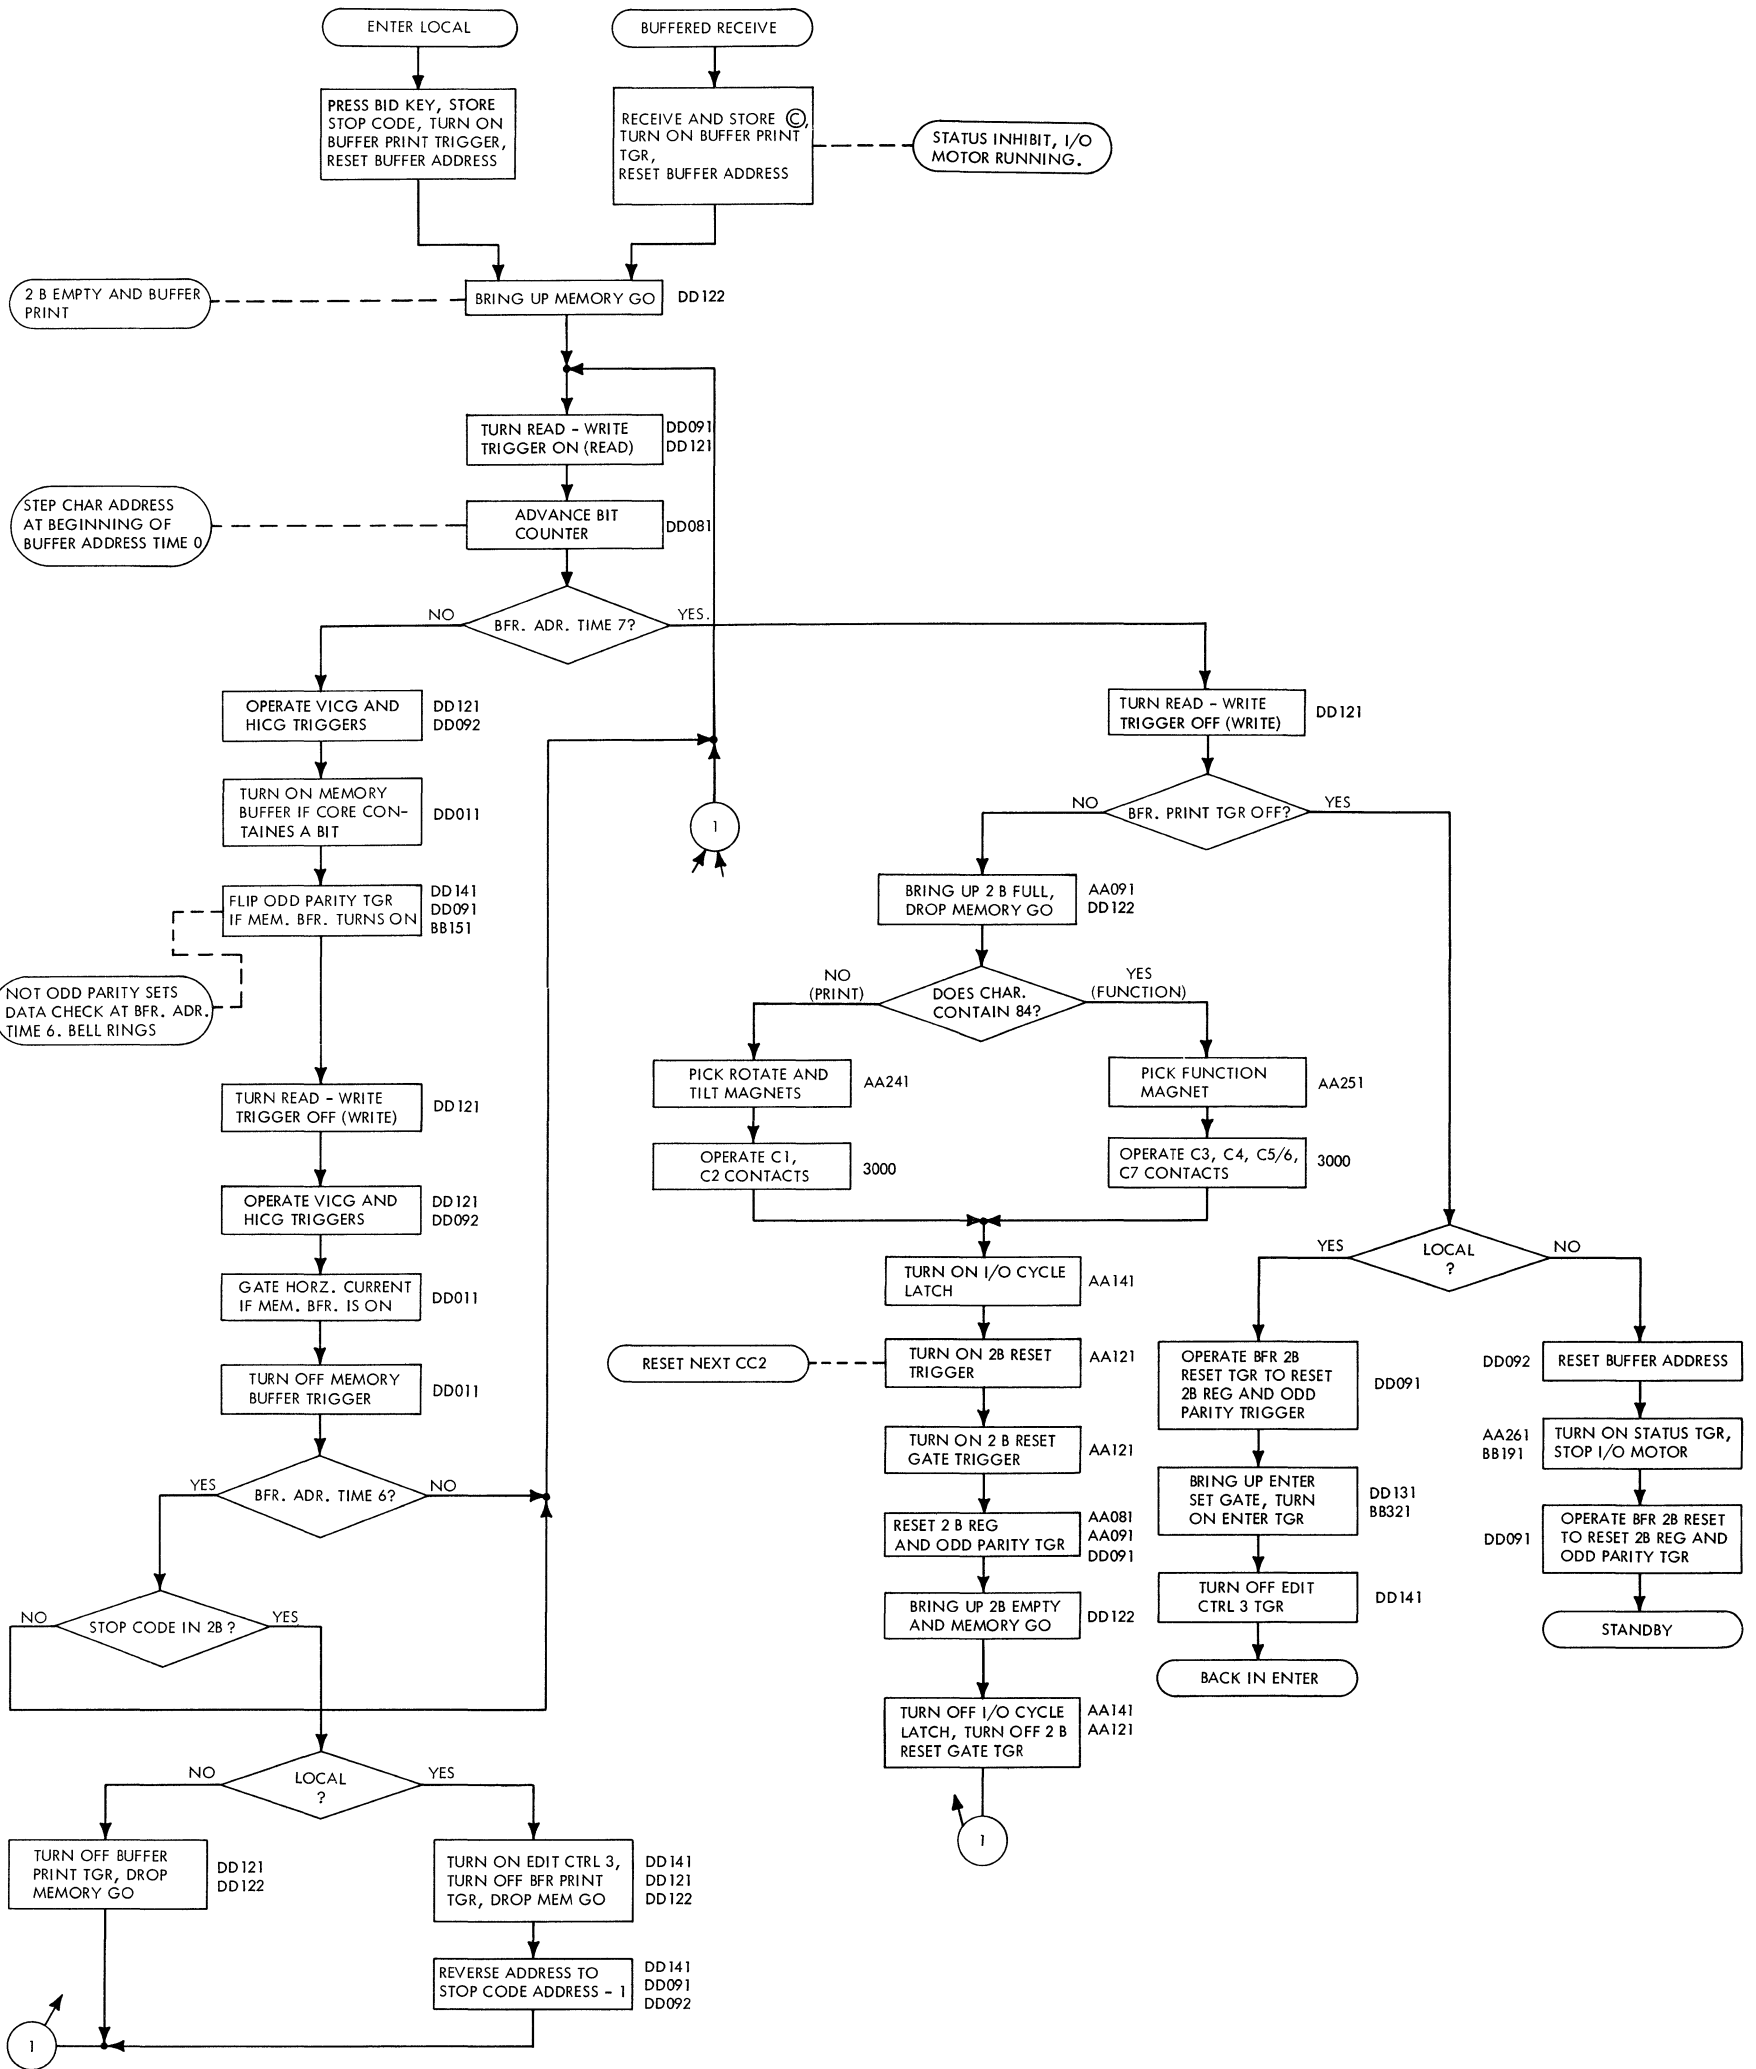 ENTER LOCAL
BUFFERED RECEIVE
PRESS BID KEY, STORE
STOP CODE, TURN ON
BUFFER PRINT TRIGGER,
RESET BUFFER ADDRESS
RECEIVE AND STORE Ⓒ,
TURN ON BUFFER PRINT
TGR,
RESET BUFFER ADDRESS
STATUS INHIBIT, I/O
MOTOR RUNNING.
2 B EMPTY AND BUFFER
PRINT
BRING UP MEMORY GO
DD122
TURN READ - WRITE
TRIGGER ON (READ)
DD091
DD121
STEP CHAR ADDRESS
AT BEGINNING OF
BUFFER ADDRESS TIME 0
ADVANCE BIT
COUNTER
DD081
NO
BFR. ADR. TIME 7?
YES.
OPERATE VICG AND
HICG TRIGGERS
DD121
DD092
TURN ON MEMORY
BUFFER IF CORE CON-
TAINES A BIT
DD011
FLIP ODD PARITY TGR
IF MEM. BFR. TURNS ON
DD141
DD091
BB151
NOT ODD PARITY SETS
DATA CHECK AT BFR. ADR.
TIME 6. BELL RINGS
TURN READ - WRITE
TRIGGER OFF (WRITE)
DD121
OPERATE VICG AND
HICG TRIGGERS
DD121
DD092
GATE HORZ. CURRENT
IF MEM. BFR. IS ON
DD011
TURN OFF MEMORY
BUFFER TRIGGER
DD011
YES
BFR. ADR. TIME 6?
NO
NO
STOP CODE IN 2B?
YES
NO
LOCAL
?
YES
TURN OFF BUFFER
PRINT TGR, DROP
MEMORY GO
DD121
DD122
TURN ON EDIT CTRL 3,
TURN OFF BFR PRINT
TGR, DROP MEM GO
DD141
DD121
DD122
REVERSE ADDRESS TO
STOP CODE ADDRESS - 1
DD141
DD091
DD092
1
1
TURN READ - WRITE
TRIGGER OFF (WRITE)
DD121
NO
BFR. PRINT TGR OFF?
YES
BRING UP 2 B FULL,
DROP MEMORY GO
AA091
DD122
NO
(PRINT)
DOES CHAR.
CONTAIN 84?
YES
(FUNCTION)
PICK ROTATE AND
TILT MAGNETS
AA241
PICK FUNCTION
MAGNET
AA251
OPERATE C1,
C2 CONTACTS
3000
OPERATE C3, C4, C5/6,
C7 CONTACTS
3000
TURN ON I/O CYCLE
LATCH
AA141
RESET NEXT CC2
TURN ON 2B RESET
TRIGGER
AA121
TURN ON 2 B RESET
GATE TRIGGER
AA121
RESET 2 B REG
AND ODD PARITY TGR
AA081
AA091
DD091
BRING UP 2B EMPTY
AND MEMORY GO
DD122
TURN OFF I/O CYCLE
LATCH, TURN OFF 2 B
RESET GATE TGR
AA141
AA121
1
YES
LOCAL
?
NO
OPERATE BFR 2B
RESET TGR TO RESET
2B REG AND ODD
PARITY TRIGGER
DD091
BRING UP ENTER
SET GATE, TURN
ON ENTER TGR
DD131
BB321
TURN OFF EDIT
CTRL 3 TGR
DD141
BACK IN ENTER
DD092
RESET BUFFER ADDRESS
AA261
BB191
TURN ON STATUS TGR,
STOP I/O MOTOR
DD091
OPERATE BFR 2B RESET
TO RESET 2B REG AND
ODD PARITY TGR
STANDBY